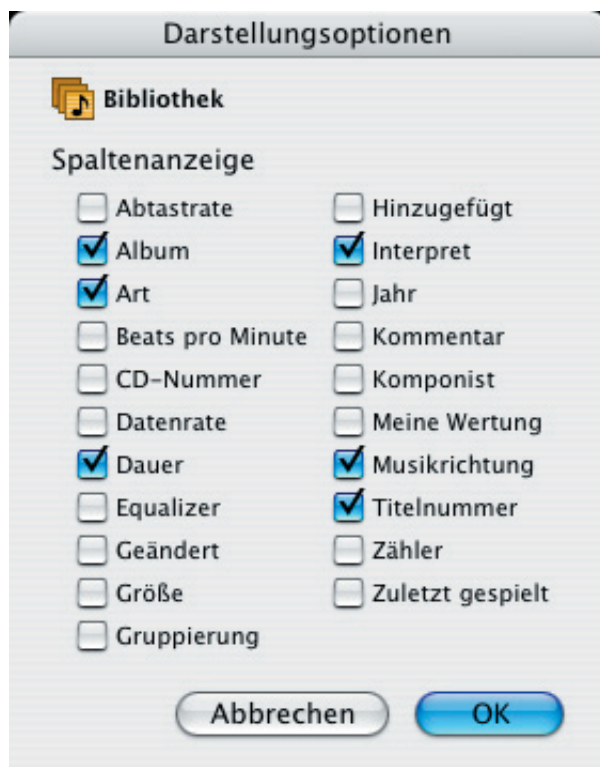 Darstellungsoptionen
Bibliothek
Spaltenanzeige
Abtastrate
Album
Art
Beats pro Minute
CD-Nummer
Datenrate
Dauer
Equalizer
Geändert
Größe
Gruppierung
Hinzugefügt
Interpret
Jahr
Kommentar
Komponist
Meine Wertung
Musikrichtung
Titelnummer
Zähler
Zuletzt gespielt
Abbrechen
OK